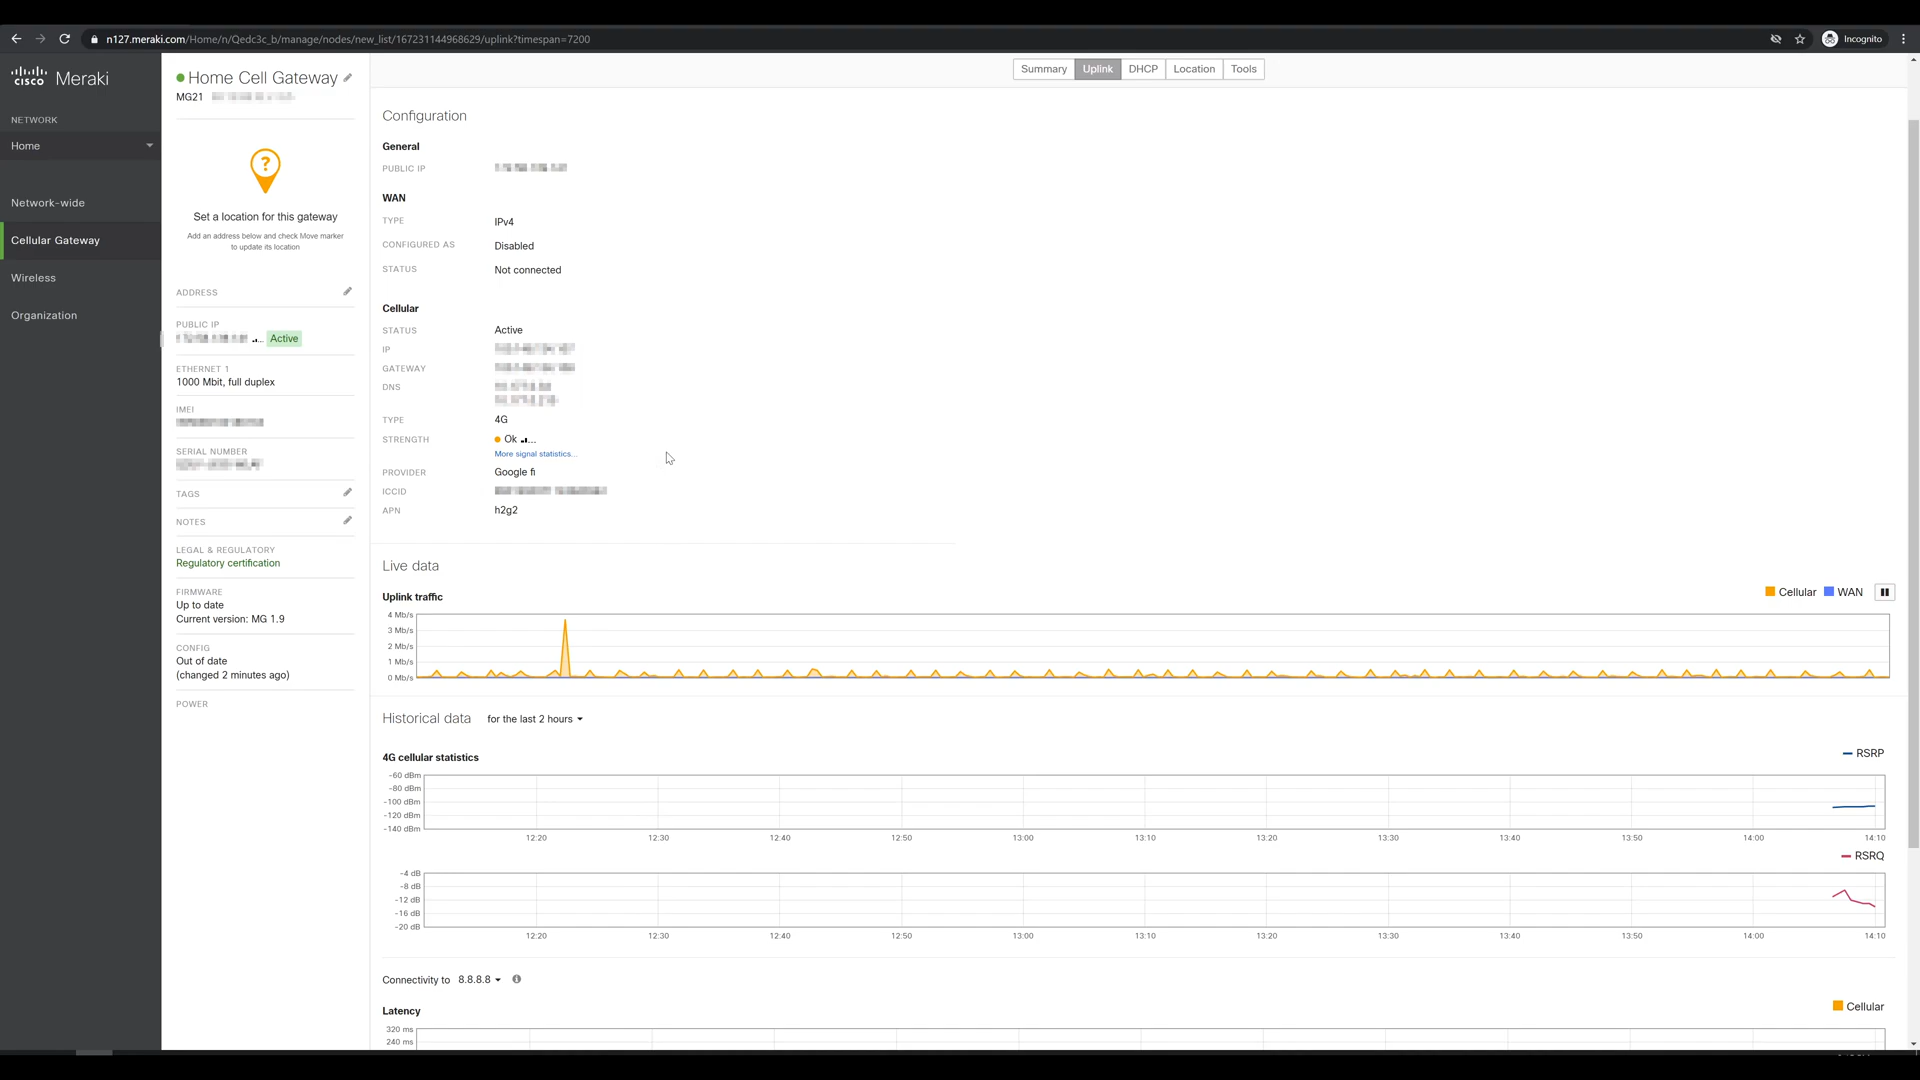 n127.meraki.com/Home/n/Qedc3c_b/manage/nodes/new_list/167231144968629/uplink?timespan=7200
Incognito
CISCO Meraki
NETWORK
Home
Network-wide
Cellular Gateway
Wireless
Organization
Home Cell Gateway
MG21
?
Set a location for this gateway
Add an address below and check Move marker
to update its location
ADDRESS
PUBLIC IP
Active
ETHERNET 1
1000 Mbit, full duplex
IMEI
SERIAL NUMBER
TAGS
NOTES
LEGAL & REGULATORY
Regulatory certification
FIRMWARE
Up to date
Current version: MG 1.9
CONFIG
Out of date
(changed 2 minutes ago)
POWER
Summary Uplink DHCP Location Tools
Configuration
General
PUBLIC IP
WAN
TYPE IPv4
CONFIGURED AS Disabled
STATUS Not connected
Cellular
STATUS Active
IP
GATEWAY
DNS
TYPE 4G
STRENGTH Ok
More signal statistics...
PROVIDER Google fi
ICCID
APN h2g2
Live data
Uplink traffic
Cellular WAN
4 Mb/s
3 Mb/s
2 Mb/s
1 Mb/s
0 Mb/s
Historical data for the last 2 hours
4G cellular statistics
RSRP
-60 dBm
-80 dBm
-100 dBm
-120 dBm
-140 dBm
12:20 12:30 12:40 12:50 13:00 13:10 13:20 13:30 13:40 13:50 14:00 14:10
RSRQ
-4 dB
-8 dB
-12 dB
-16 dB
-20 dB
12:20 12:30 12:40 12:50 13:00 13:10 13:20 13:30 13:40 13:50 14:00 14:10
Connectivity to 8.8.8.8
Latency
Cellular
320 ms
240 ms